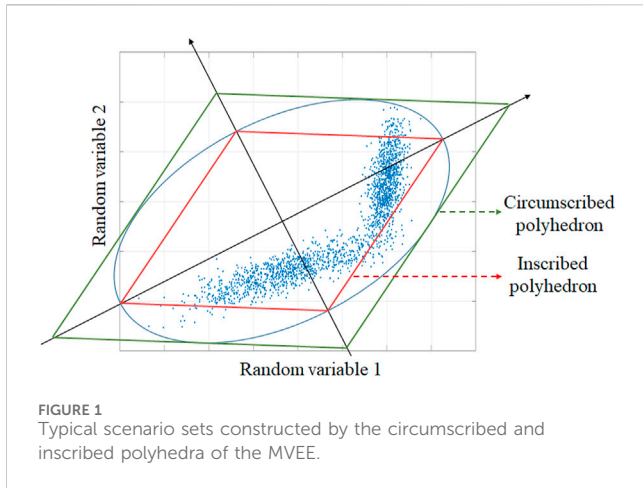 Random variable 2
Circumscribed
polyhedron
Inscribed
polyhedron
Random variable 1
FIGURE 1
Typical scenario sets constructed by the circumscribed and
inscribed polyhedra of the MVEE.